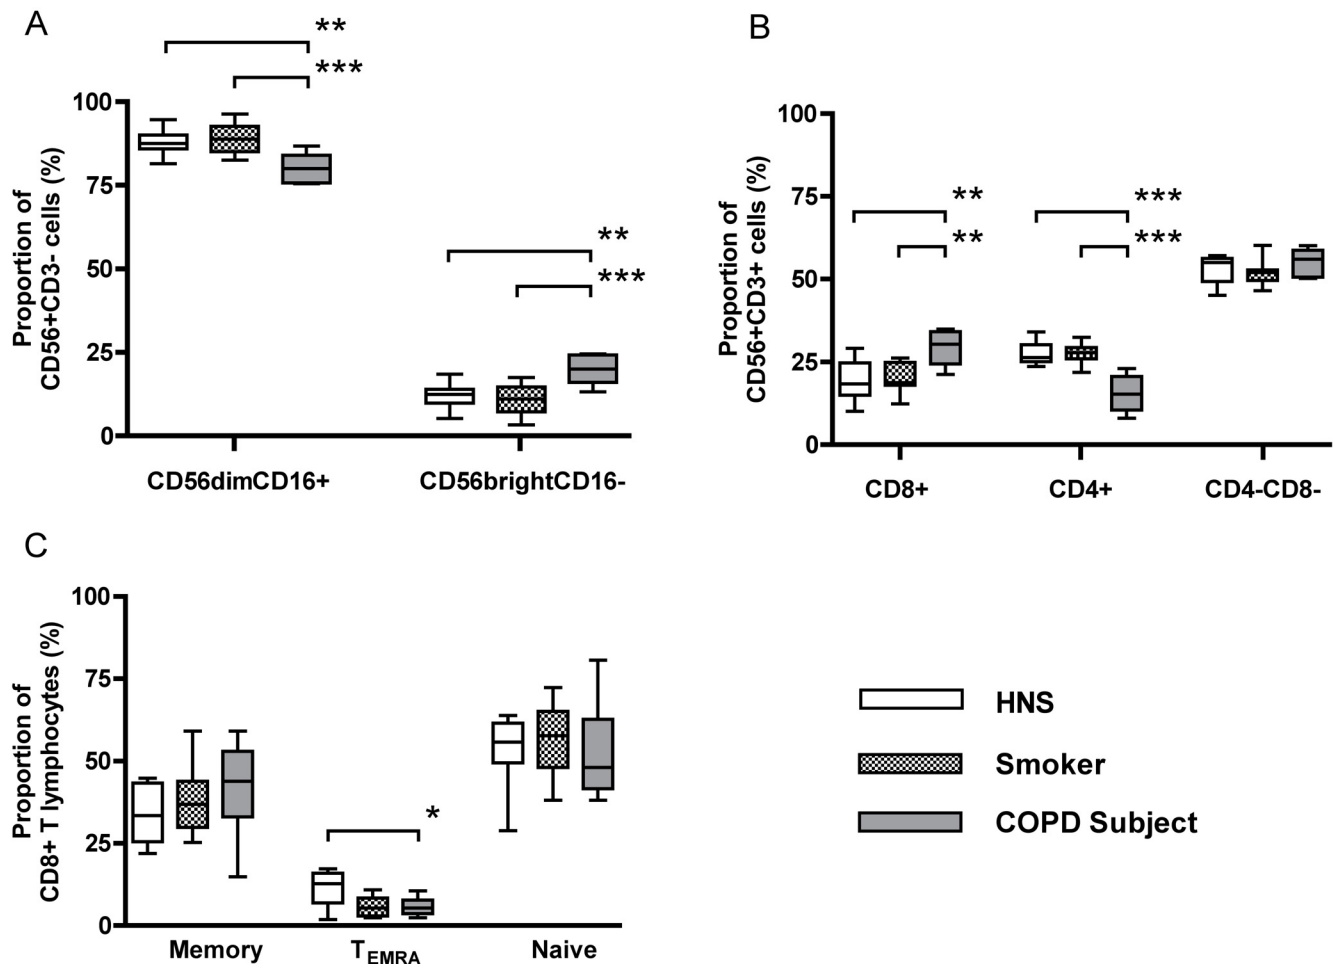 A
**
***
100
75
50
25
0
Proportion of
CD56+CD3- cells (%)
**
***
CD56dimCD16+
CD56brightCD16-
B
100
75
50
25
0
Proportion of
CD56+CD3+ cells (%)
**
**
***
***
CD8+
CD4+
CD4-CD8-
C
100
75
50
25
0
Proportion of
CD8+ T lymphocytes (%)
*
Memory
TEMRA
Naive
HNS
Smoker
COPD Subject